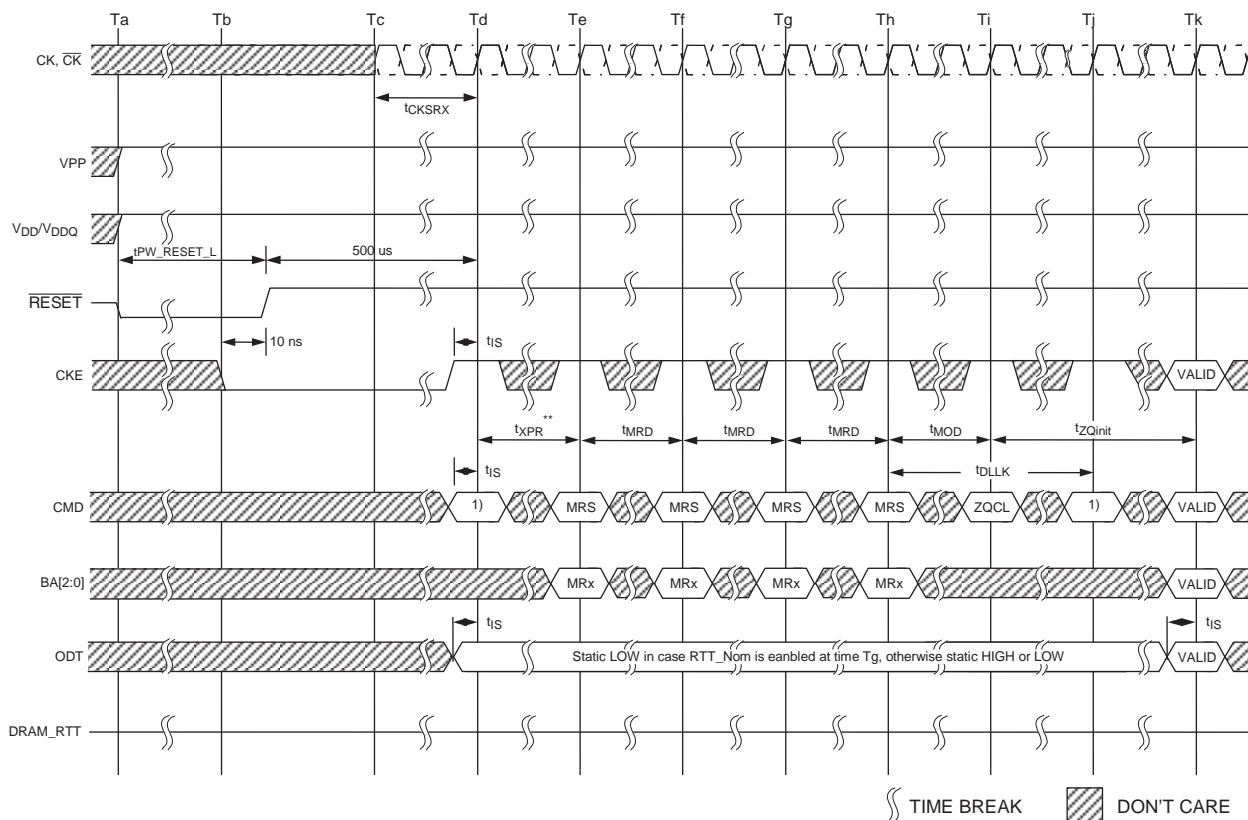 Ta Tb Tc Td Te Tf Tg Th Ti Tj Tk
CK, CK
tCKSRX
VPP
VDD/VDDQ
tPW_RESET_L 500 us
RESET
10 ns tIS
CKE VALID
tXPR** tMRD tMRD tMRD tMOD tZQinit
tIS tDLLK
CMD 1) MRS MRS MRS MRS ZQCL 1) VALID
BA[2:0] MRx MRx MRx MRx VALID
tIS tIS
ODT Static LOW in case RTT_Nom is eanbled at time Tg, otherwise static HIGH or LOW VALID
DRAM_RTT
TIME BREAK DON'T CARE